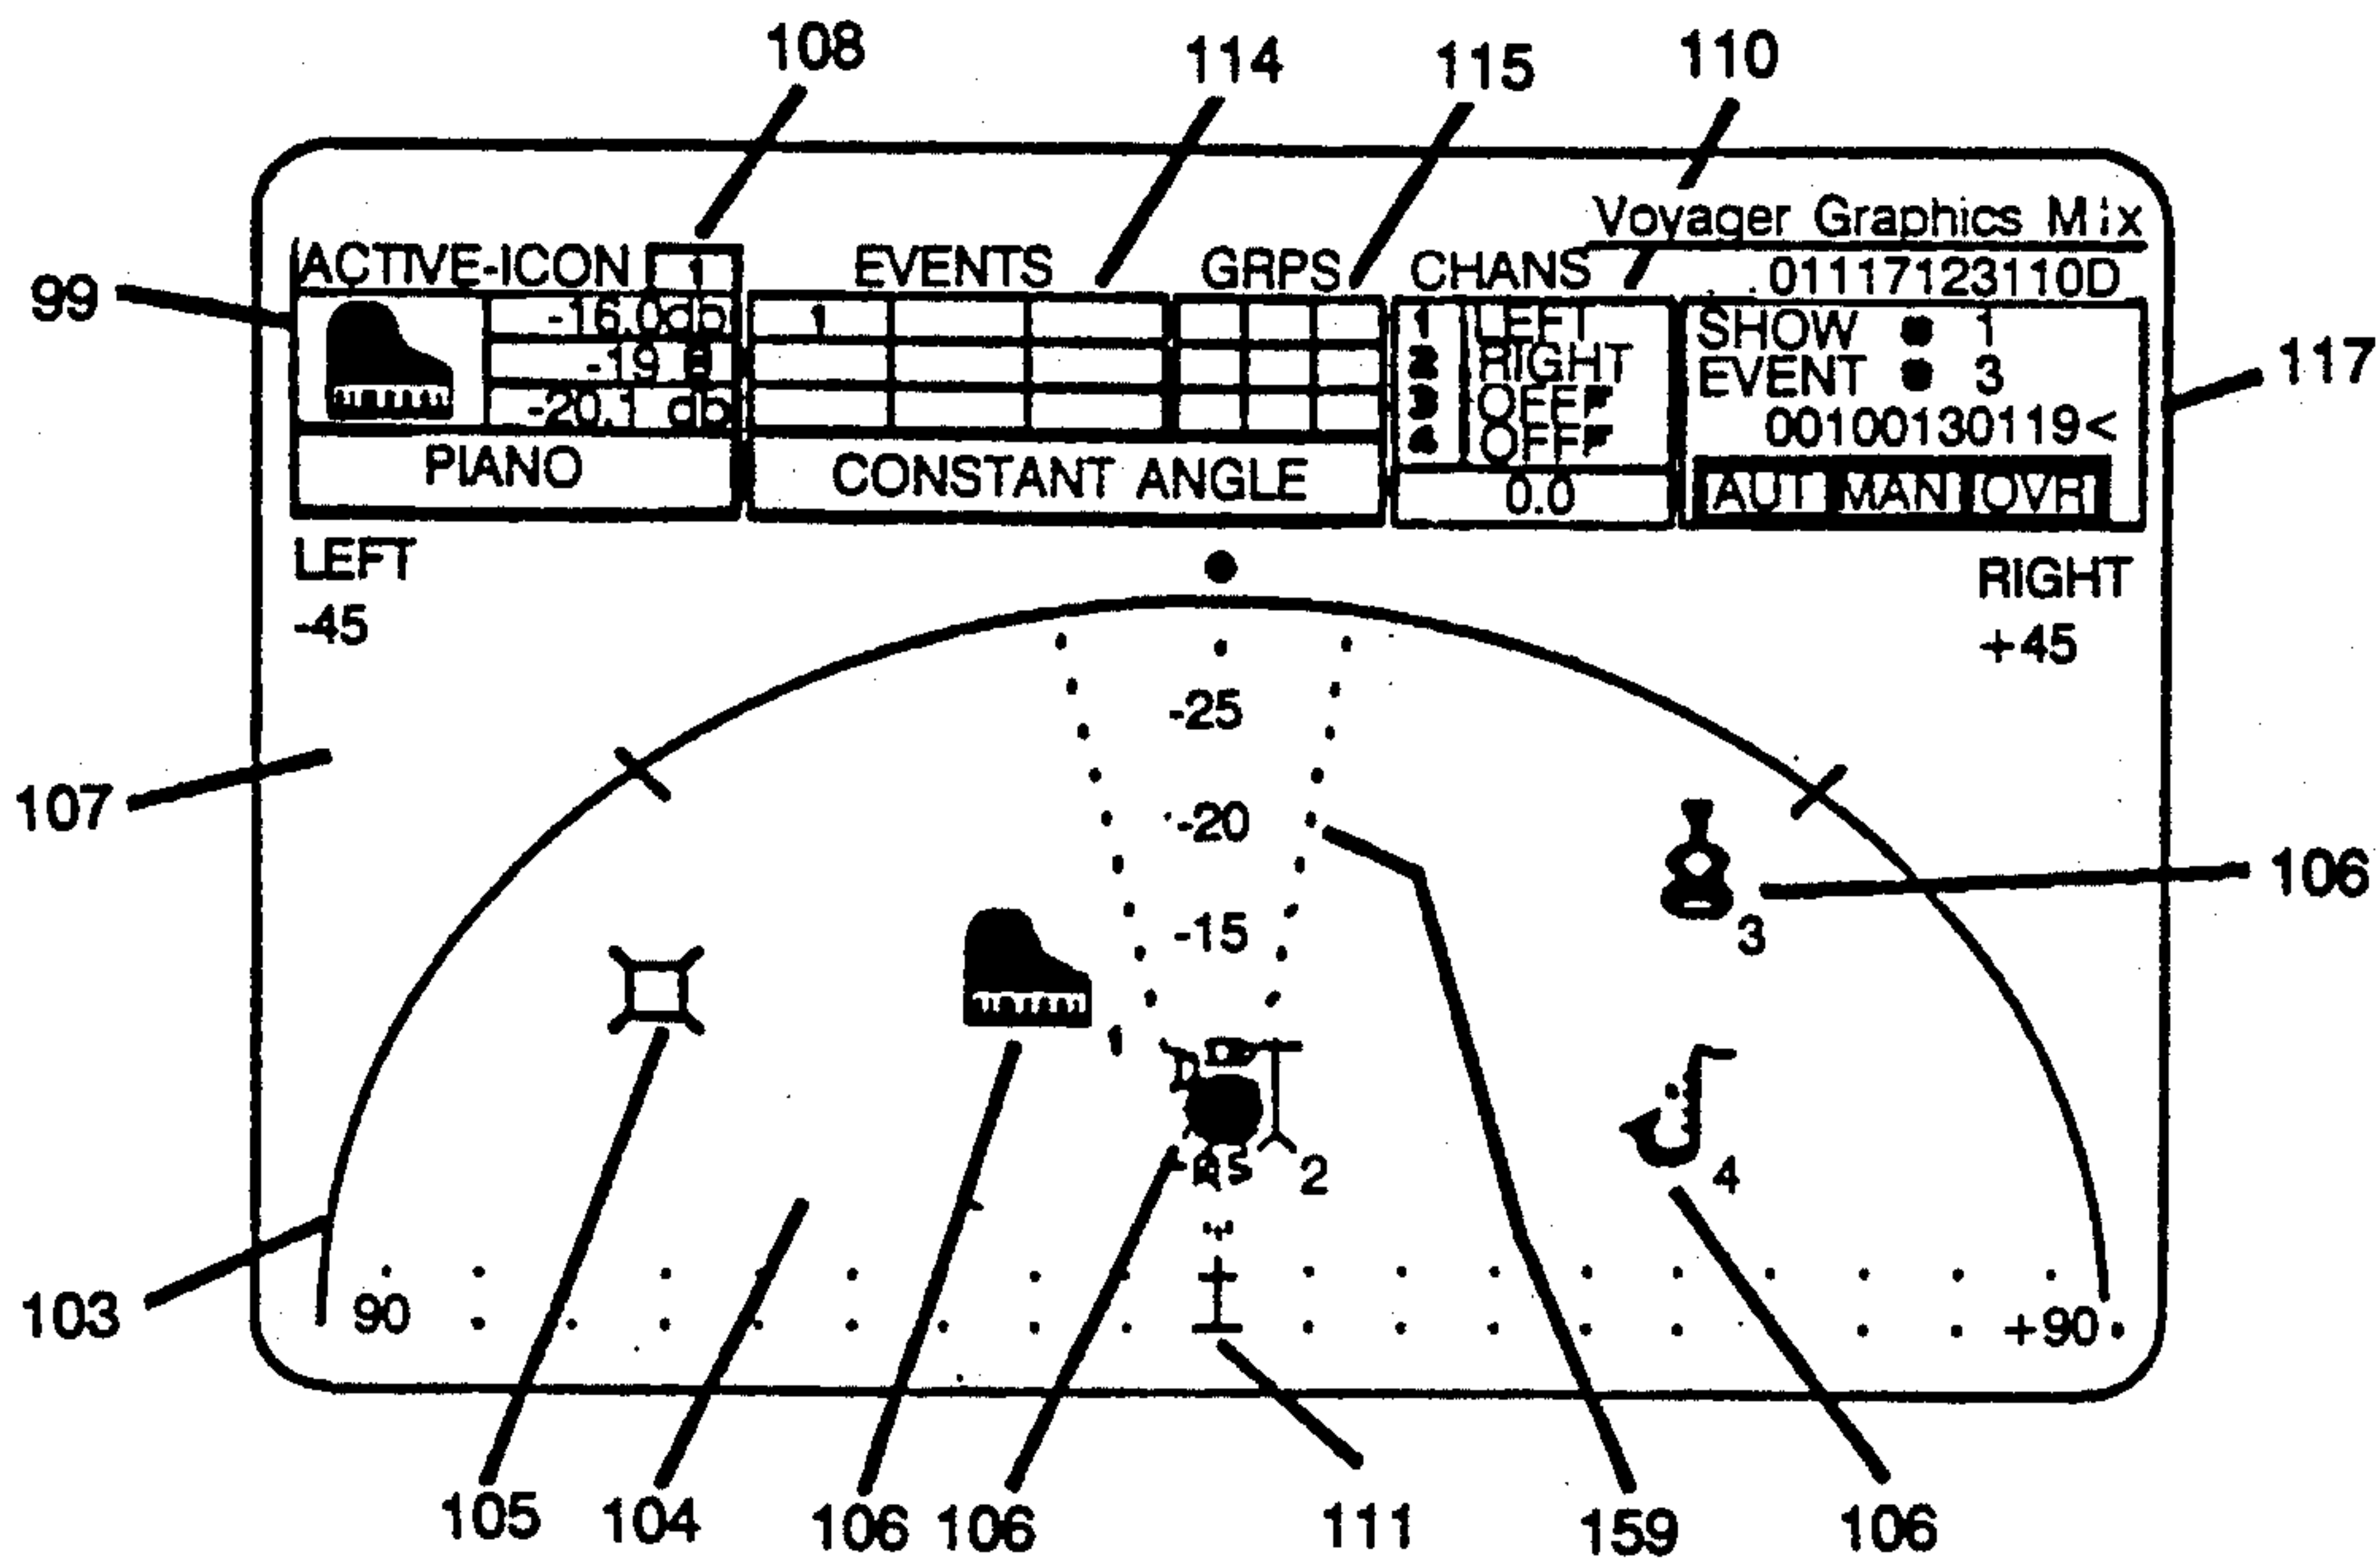 108 114 115 110
Voyager Graphics Mix
ACTIVE-ICON 1 EVENTS GRPS CHANS 01117123110D
99
-16.0db 1 1 LEFT SHOW ● 1
-19 2 RIGHT EVENT ● 3
117
-20.1 db 3 OFF
4 OFF 00100130119<
PIANO CONSTANT ANGLE 0.0 AUT MAN OVR
LEFT RIGHT
-45 +45
-25
107
-20
106
-15 3
1
2 4
103
90 +90
105 104 106 106 111 159 106